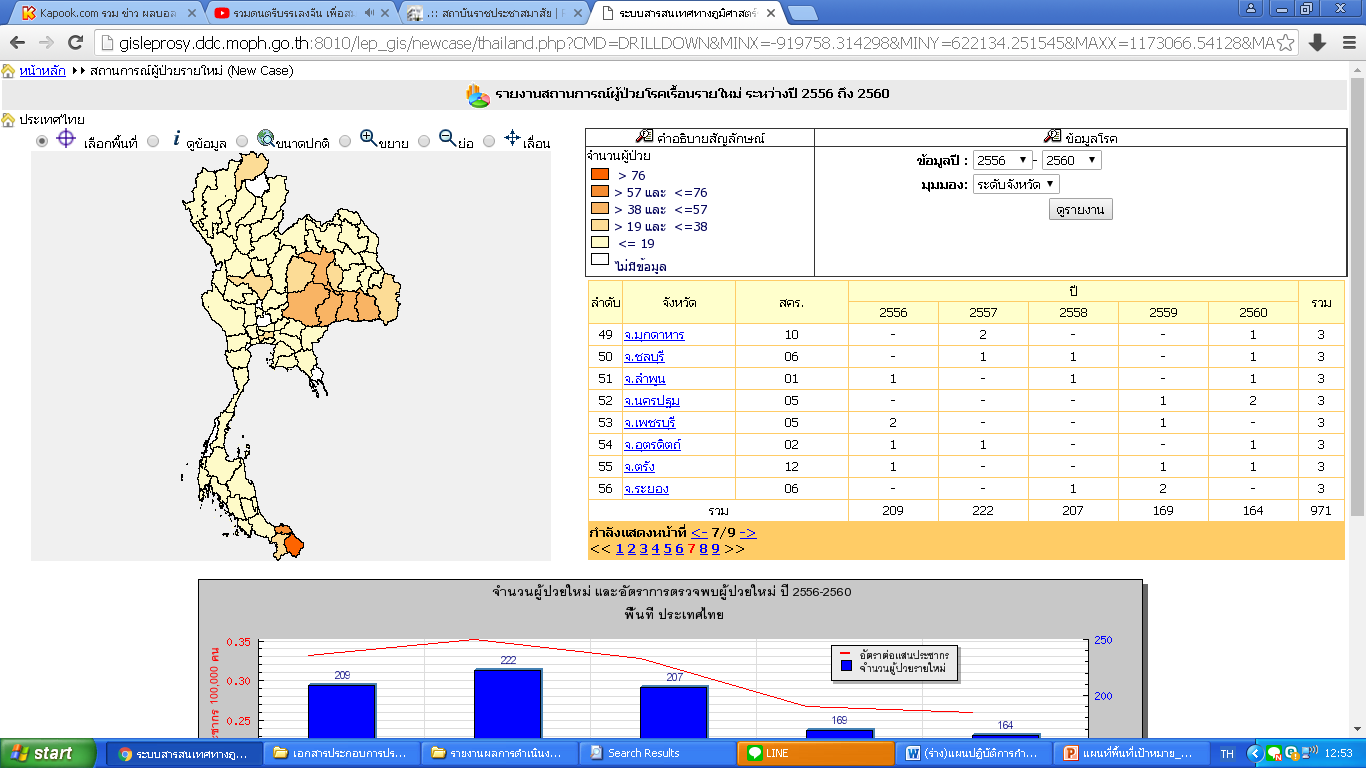 Kapook.com รวม ข่าว ผลบอล
รวมดนตรีบรรเลงจีน เพื่อสม
.:: สถาบันราชประชาสมาสัย | R
ระบบสารสนเทศทางภูมิศาสตร์
gisleprosy.ddc.moph.go.th:8010/lep_gis/newcase/thailand.php?CMD=DRILLDOWN&MINX=-919758.314298&MINY=622134.251545&MAXX=1173066.54128&MA
หน้าหลัก สถานการณ์ผู้ป่วยรายใหม่ (New Case)
รายงานสถานการณ์ผู้ป่วยโรคเรื้อนรายใหม่ ระหว่างปี 2556 ถึง 2560
ประเทศไทย
เลือกพื้นที่ i ดูข้อมูล ขนาดปกติ ขยาย ย่อ เลื่อน
คำอธิบายสัญลักษณ์
จำนวนผู้ป่วย
> 76
> 57 และ <=76
> 38 และ <=57
> 19 และ <=38
<= 19
ไม่มีข้อมูล
ข้อมูลโรค
ข้อมูลปี : 2556 - 2560
มุมมอง: ระดับจังหวัด
ดูรายงาน
ลำดับ จังหวัด สคร. ปี รวม
2556 2557 2558 2559 2560
49 จ.มุกดาหาร 10 - 2 - - 1 3
50 จ.ชลบุรี 06 - 1 1 - 1 3
51 จ.ลำพูน 01 1 - 1 - 1 3
52 จ.นครปฐม 05 - - - 1 2 3
53 จ.เพชรบุรี 05 2 - - 1 - 3
54 จ.อุตรดิตถ์ 02 1 1 - - 1 3
55 จ.ตรัง 12 1 - - 1 1 3
56 จ.ระยอง 06 - - 1 2 - 3
รวม 209 222 207 169 164 971
กำลังแสดงหน้าที่ <- 7/9 ->
<< 1 2 3 4 5 6 7 8 9 >>
จำนวนผู้ป่วยใหม่ และอัตราการตรวจพบผู้ป่วยใหม่ ปี 2556-2560
พื้นที่ ประเทศไทย
0.35
0.30
0.25
ชากร 100,000 คน
250
200
อัตราต่อแสนประชากร
จำนวนผู้ป่วยรายใหม่
209
222
207
169
164
start
ระบบสารสนเทศทางภู...
เอกสารประกอบการปร...
รายงานผลการดำเนินง...
Search Results
LINE
(ร่าง)แผนปฏิบัติการกำ...
แผนที่พื้นที่เป้าหมาย_...
TH
12:53